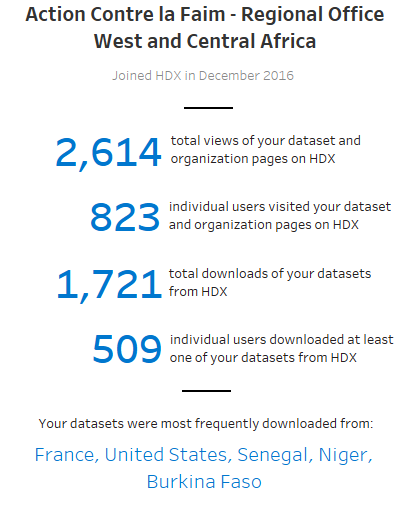 Action Contre la Faim - Regional Office
West and Central Africa
Joined HDX in December 2016
2,614 total views of your dataset and
organization pages on HDX
823 individual users visited your dataset
and organization pages on HDX
1,721 total downloads of your datasets
from HDX
509 individual users downloaded at least
one of your datasets from HDX
Your datasets were most frequently downloaded from:
France, United States, Senegal, Niger,
Burkina Faso